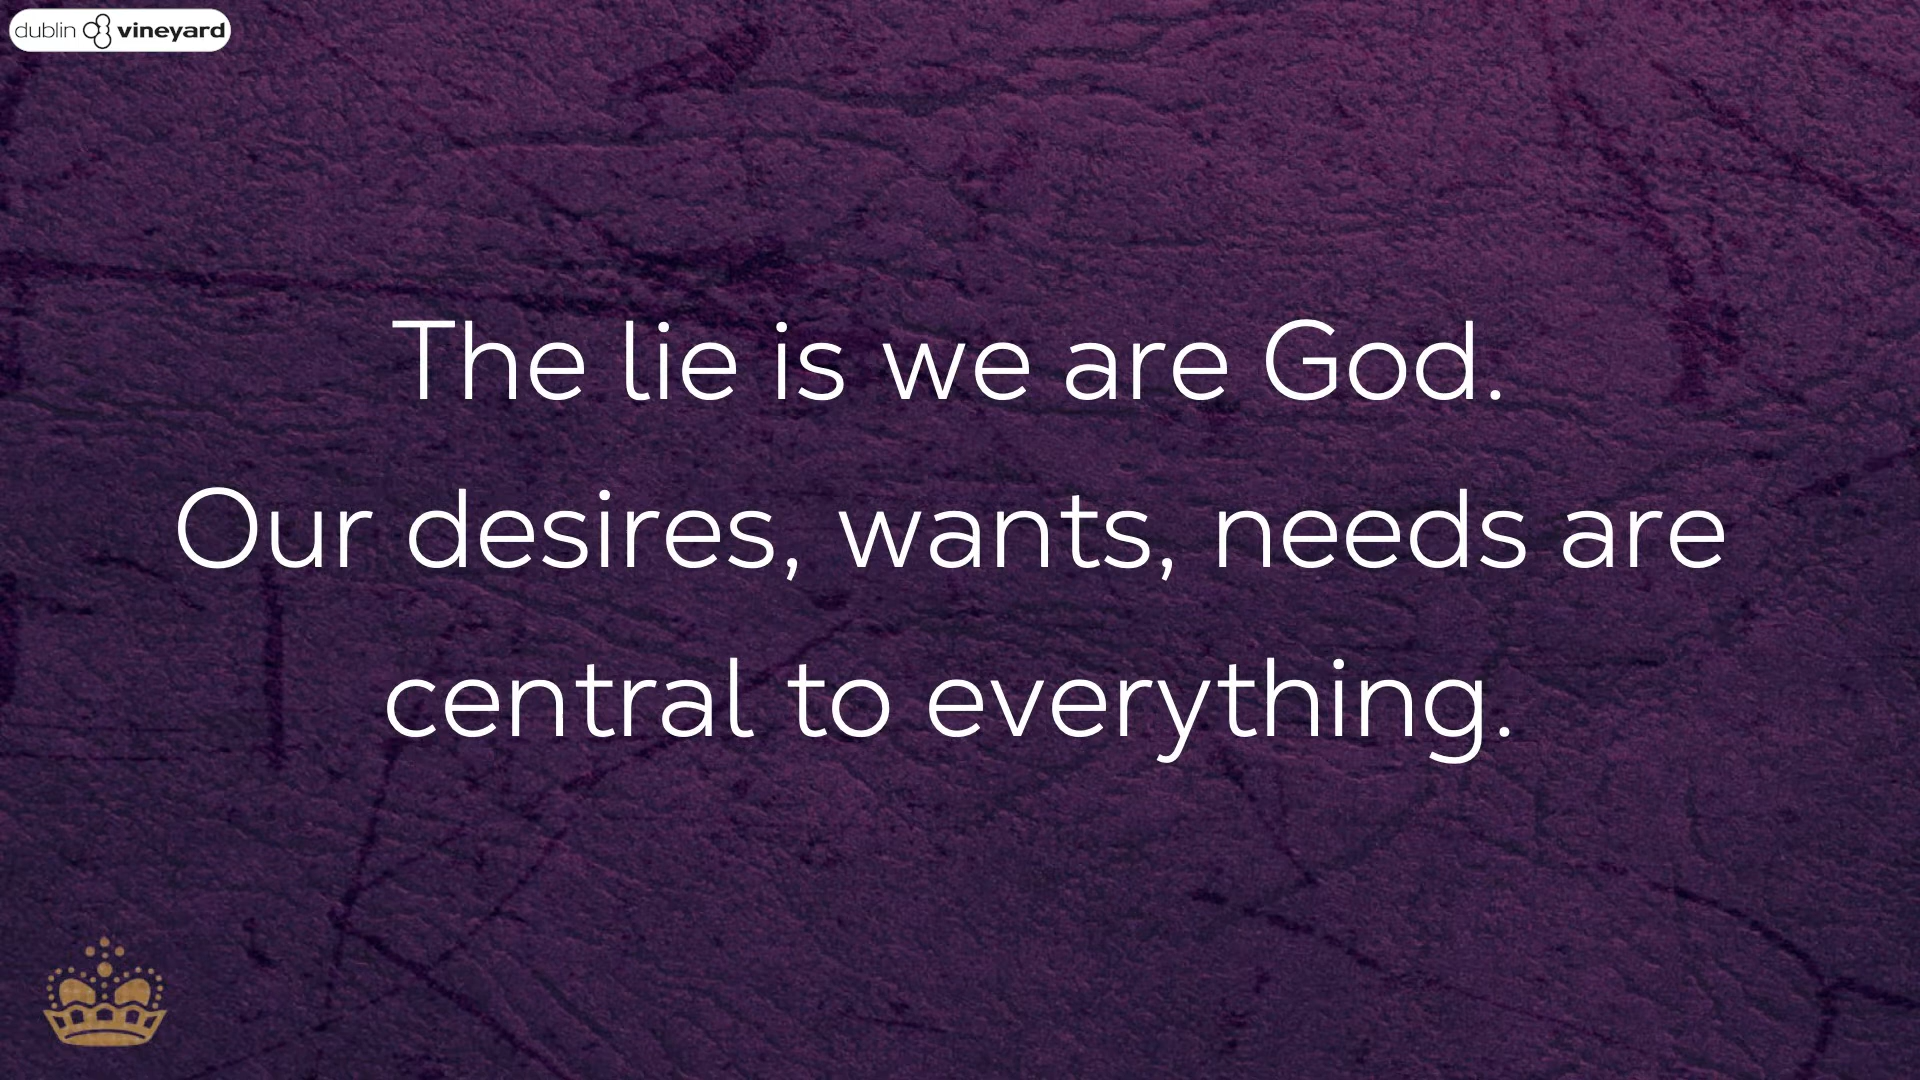 dublin vineyard
The lie is we are God.
Our desires, wants, needs are
central to everything.